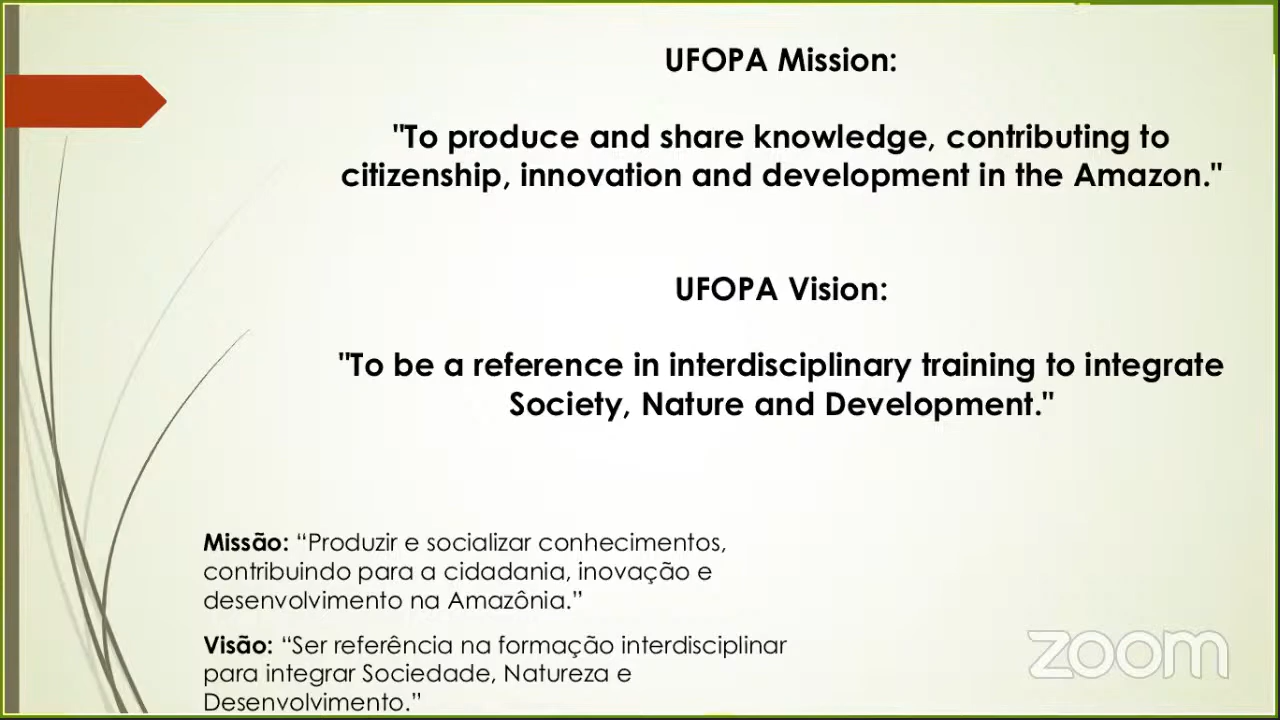 UFOPA Mission:
"To produce and share knowledge, contributing to
citizenship, innovation and development in the Amazon."
UFOPA Vision:
"To be a reference in interdisciplinary training to integrate
Society, Nature and Development."
Missão: “Produzir e socializar conhecimentos,
contribuindo para a cidadania, inovação e
desenvolvimento na Amazônia.”
Visão: “Ser referência na formação interdisciplinar
para integrar Sociedade, Natureza e
Desenvolvimento.”
zoom